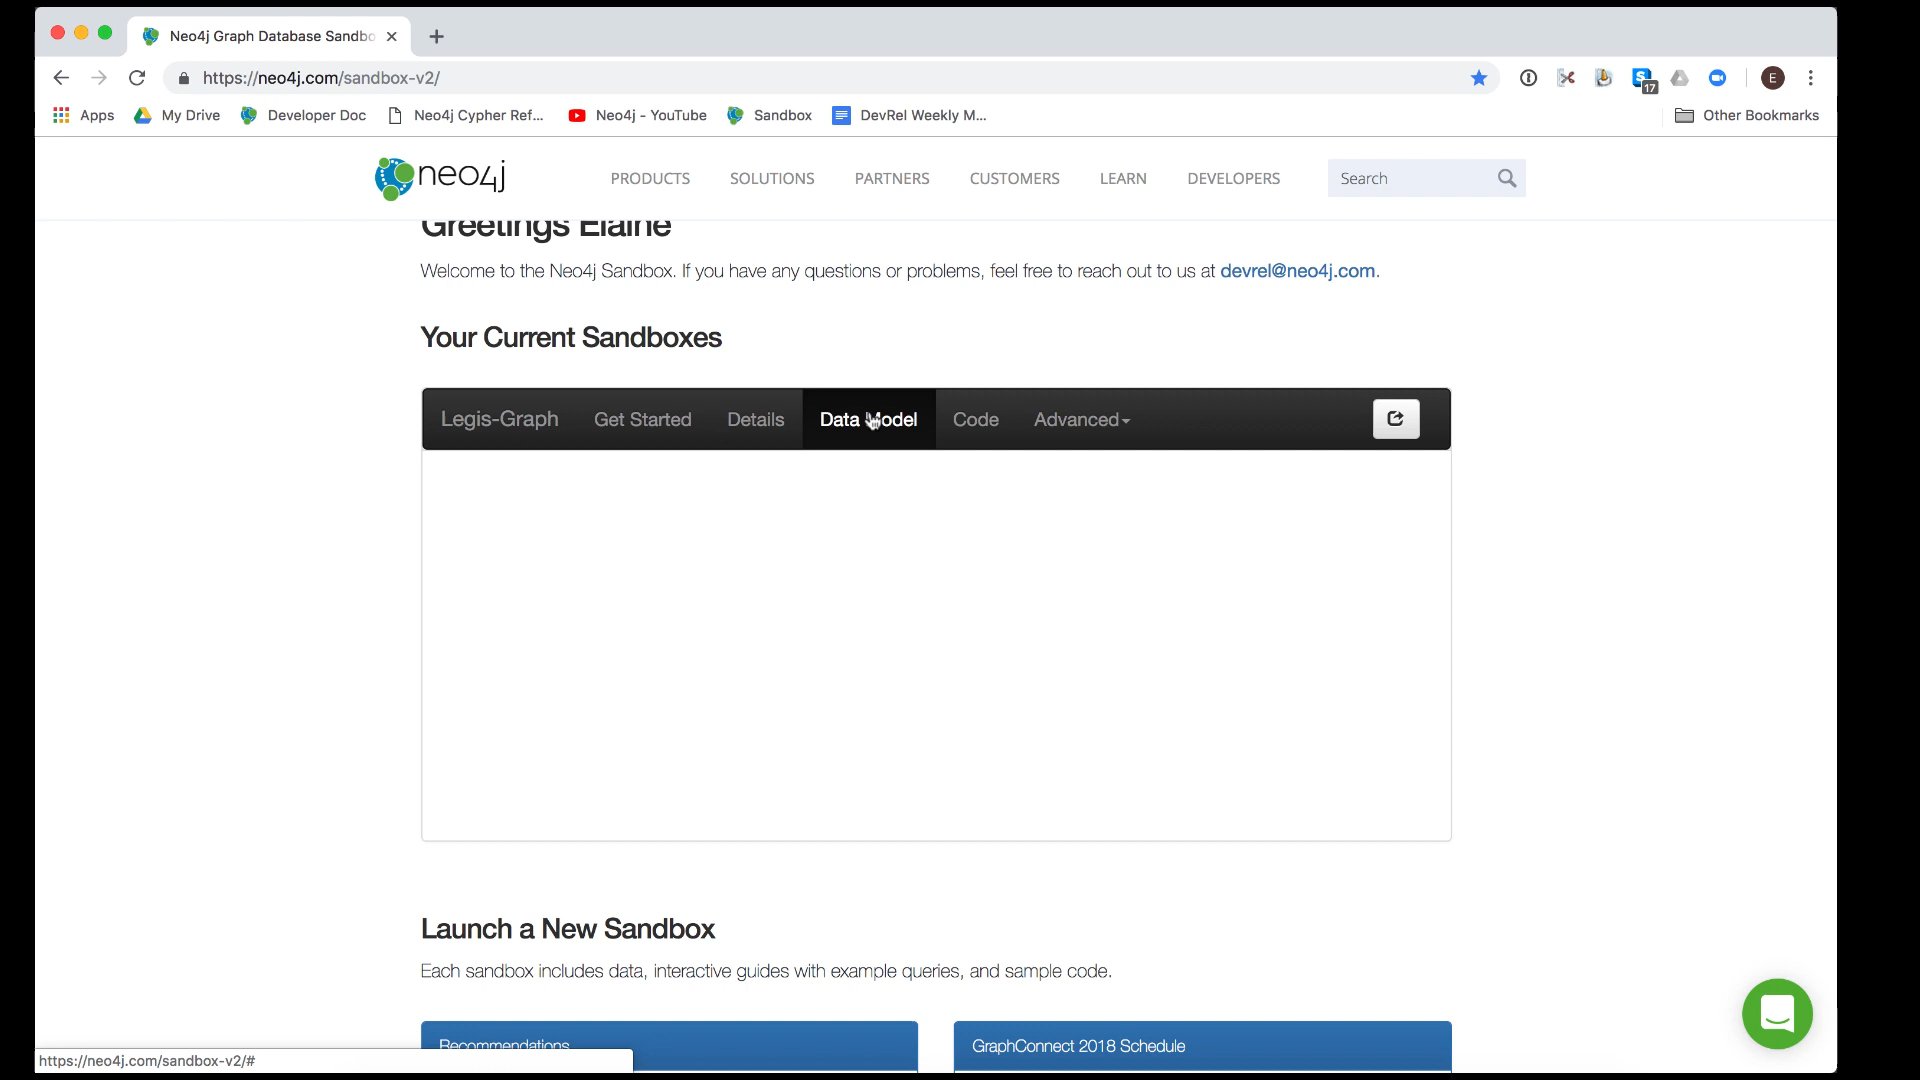 Neo4j Graph Database Sandbo
https://neo4j.com/sandbox-v2/
17
E
Apps
My Drive
Developer Doc
Neo4j Cypher Ref...
Neo4j - YouTube
Sandbox
DevRel Weekly M...
Other Bookmarks
neo4j
PRODUCTS
SOLUTIONS
PARTNERS
CUSTOMERS
LEARN
DEVELOPERS
Search
Greetings Elaine
Welcome to the Neo4j Sandbox. If you have any questions or problems, feel free to reach out to us at devrel@neo4j.com.
Your Current Sandboxes
Legis-Graph
Get Started
Details
Data Model
Code
Advanced
Launch a New Sandbox
Each sandbox includes data, interactive guides with example queries, and sample code.
Recommendations
GraphConnect 2018 Schedule
https://neo4j.com/sandbox-v2/#